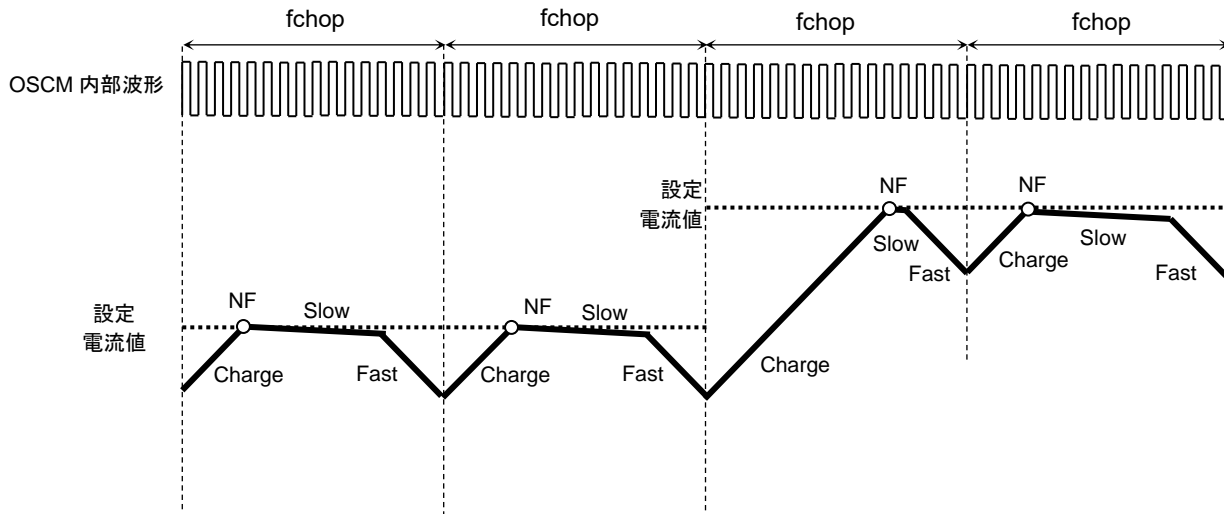 fchop fchop fchop fchop
OSCM 内部波形
設定
電流値
NF NF
Slow Slow
Charge Fast Charge Fast
設定
電流値
NF Slow NF Slow
Charge Fast Charge Fast